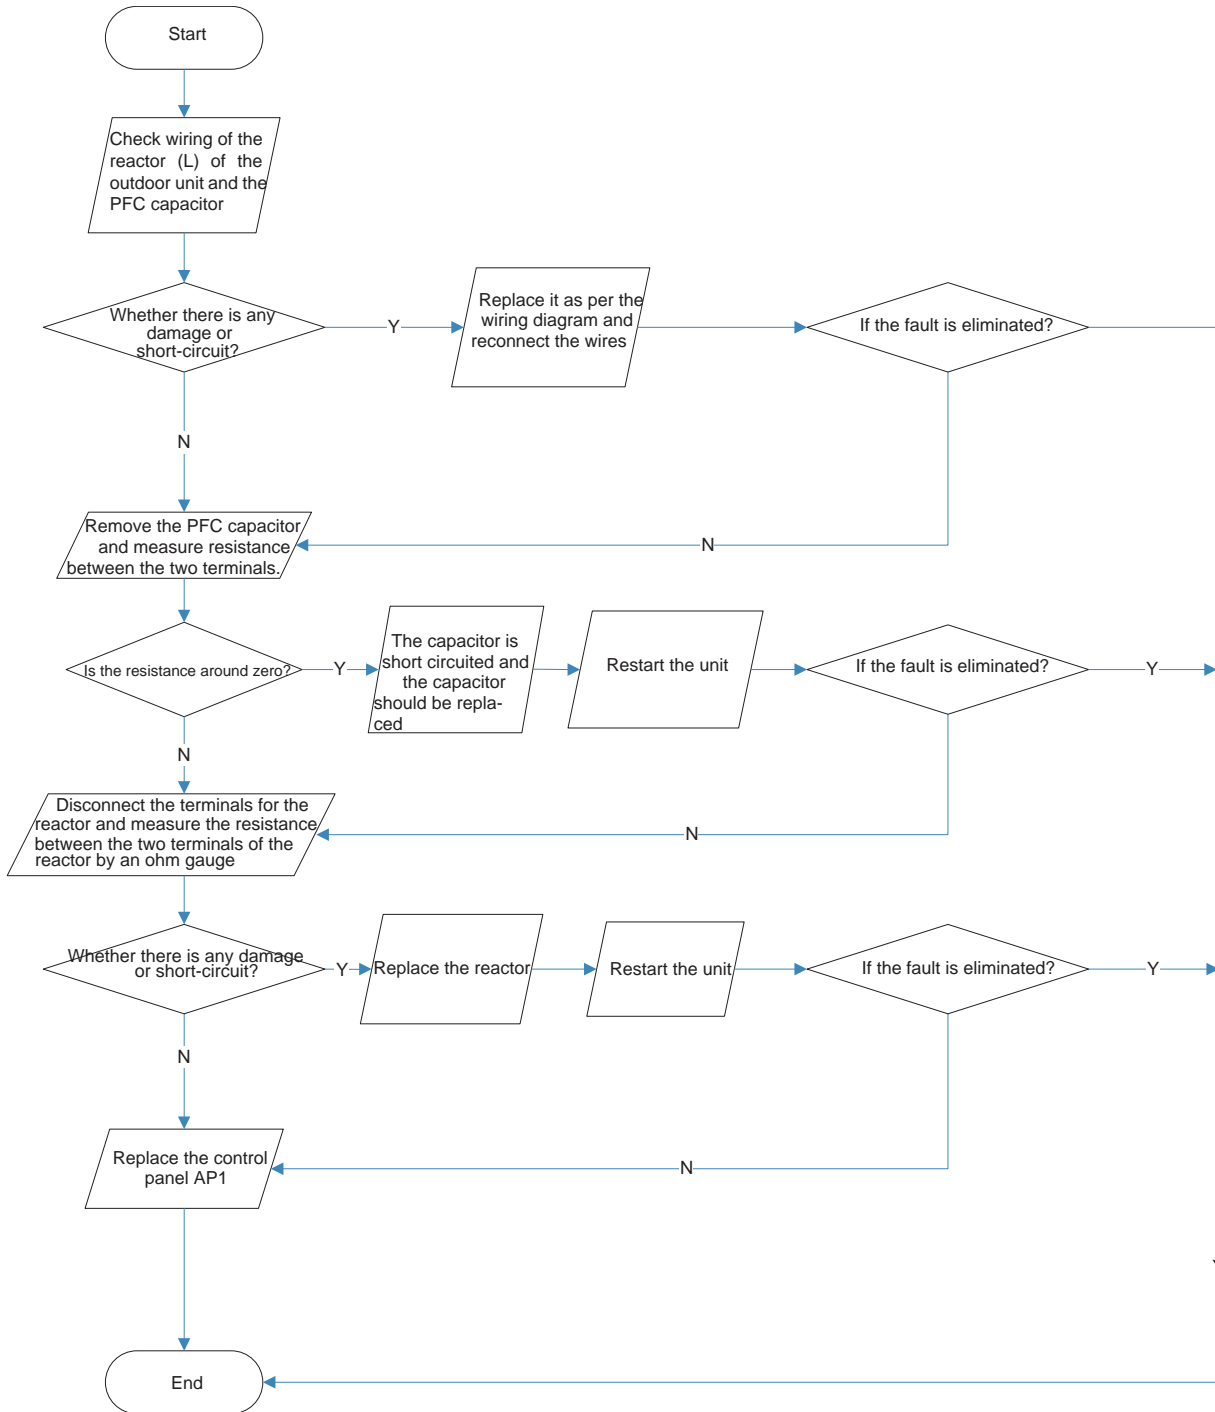 Start
Check wiring of the
reactor (L) of the
outdoor unit and the
PFC capacitor
Whether there is any
damage or
short-circuit?
Y
Replace it as per the
wiring diagram and
reconnect the wires
If the fault is eliminated?
N
Remove the PFC capacitor
and measure resistance
between the two terminals.
N
Is the resistance around zero?
Y
The capacitor is
short circuited and
the capacitor
should be repla-
ced
Restart the unit
If the fault is eliminated?
Y
N
Disconnect the terminals for the
reactor and measure the resistance
between the two terminals of the
reactor by an ohm gauge
N
Whether there is any damage
or short-circuit?
Y
Replace the reactor
Restart the unit
If the fault is eliminated?
Y
N
Replace the control
panel AP1
N
End